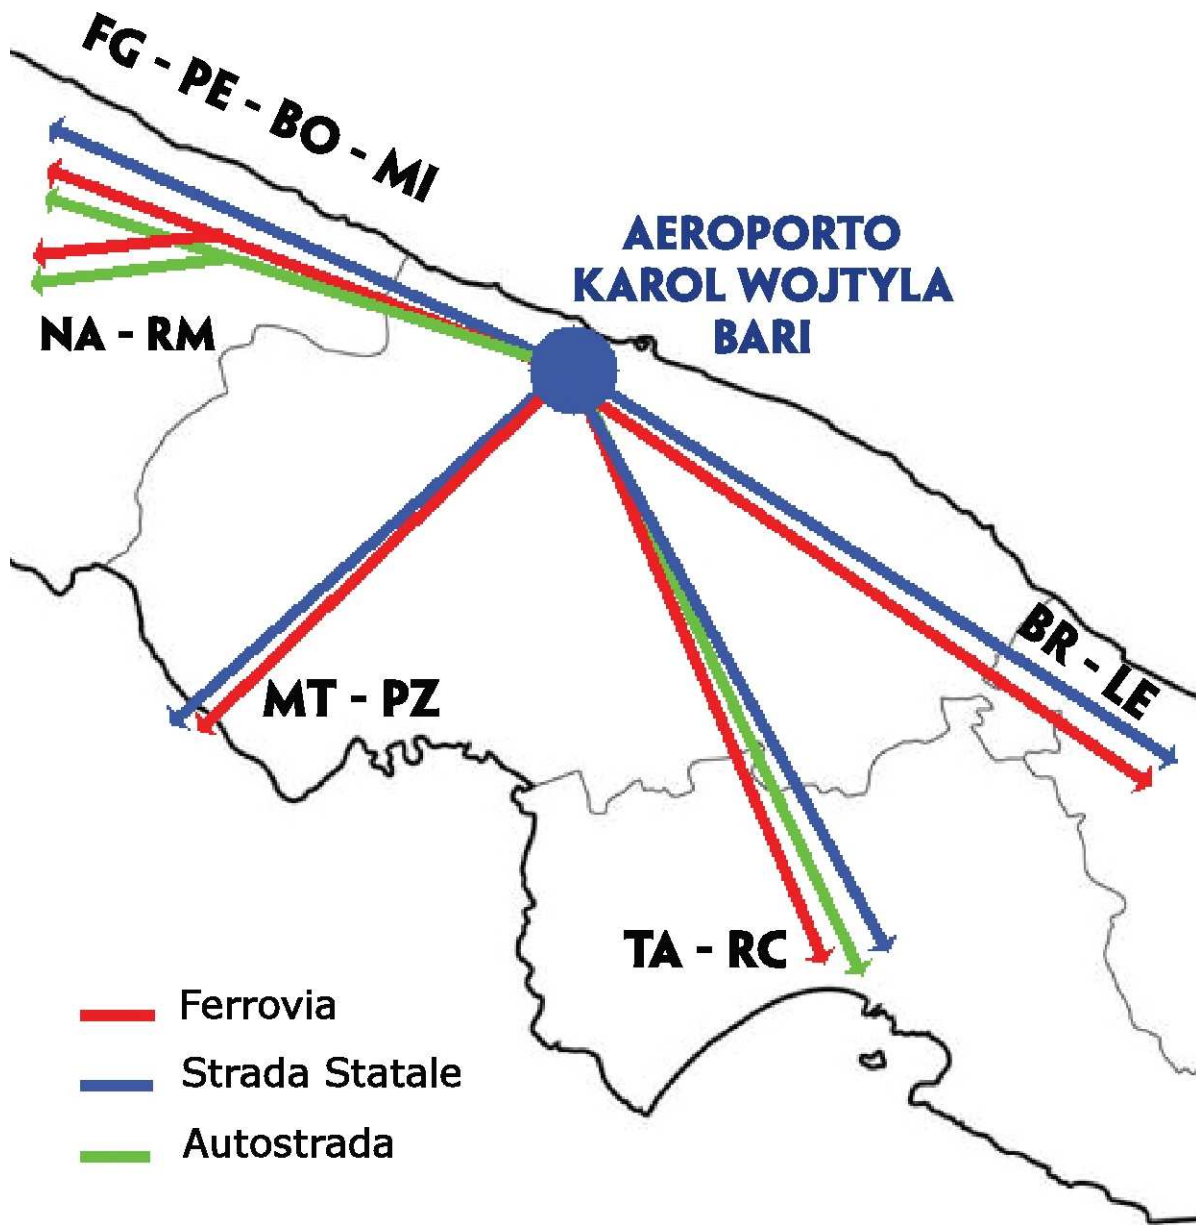 FG - PE - BO - MI
AEROPORTO
KAROL WOJTYLA
BARI
NA - RM
BR - LE
MT - PZ
TA - RC
Ferrovia
Strada Statale
Autostrada